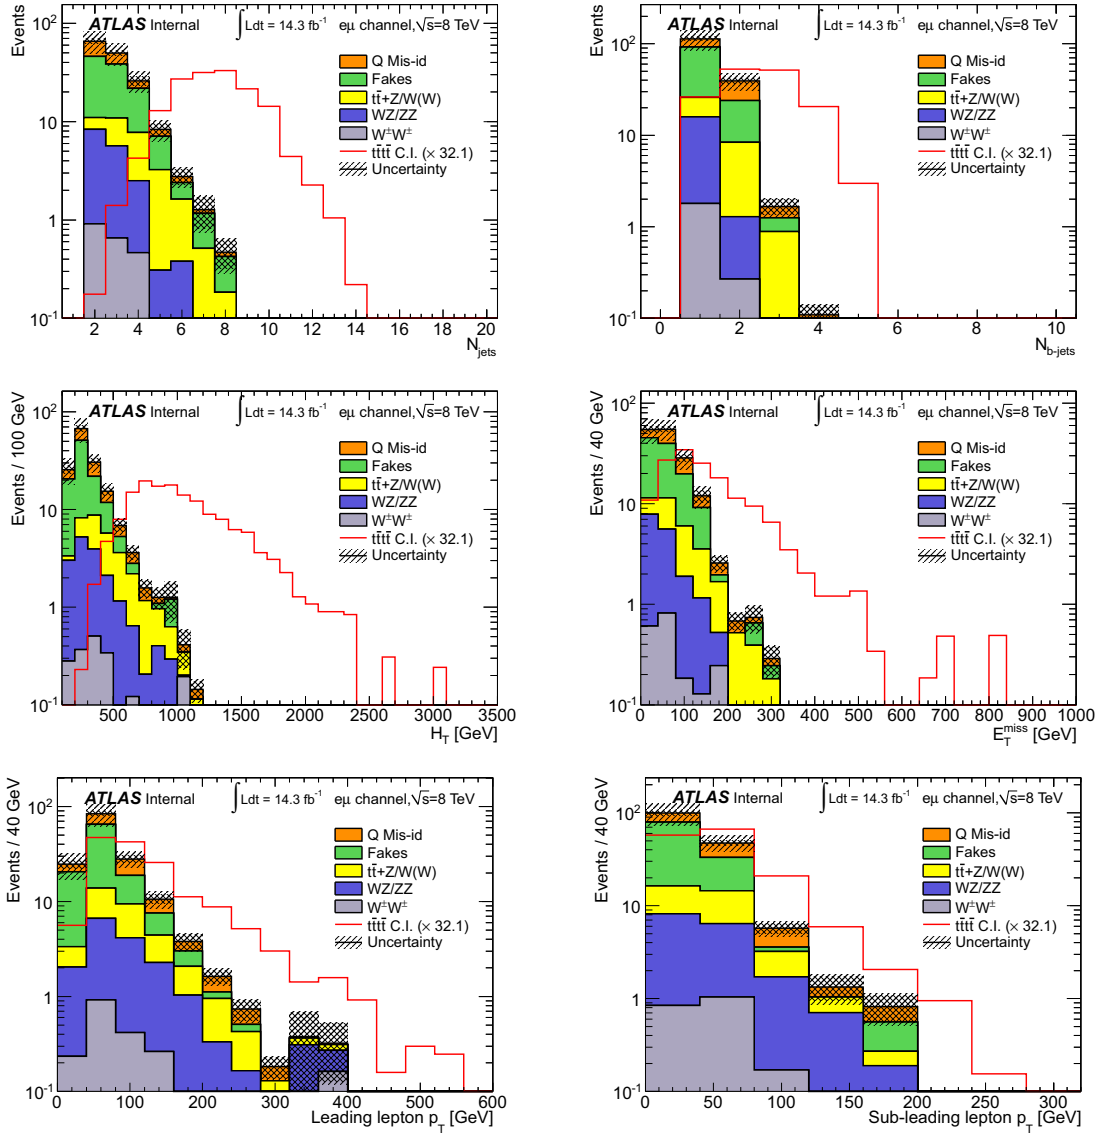 Events
ATLAS Internal ∫ Ldt = 14.3 fb⁻¹ eμ channel,√s=8 TeV
Q Mis-id
Fakes
tt̄+Z/W(W)
WZ/ZZ
W±W±
tt̄tt̄ C.I. (× 32.1)
Uncertainty
10²
10
1
10⁻¹
2 4 6 8 10 12 14 16 18 20
N_jets
Events
ATLAS Internal ∫ Ldt = 14.3 fb⁻¹ eμ channel,√s=8 TeV
Q Mis-id
Fakes
tt̄+Z/W(W)
WZ/ZZ
W±W±
tt̄tt̄ C.I. (× 32.1)
Uncertainty
10²
10
1
10⁻¹
0 2 4 6 8 10
N_b-jets
Events / 100 GeV
ATLAS Internal ∫ Ldt = 14.3 fb⁻¹ eμ channel,√s=8 TeV
Q Mis-id
Fakes
tt̄+Z/W(W)
WZ/ZZ
W±W±
tt̄tt̄ C.I. (× 32.1)
Uncertainty
10²
10
1
10⁻¹
500 1000 1500 2000 2500 3000 3500
H_T [GeV]
Events / 40 GeV
ATLAS Internal ∫ Ldt = 14.3 fb⁻¹ eμ channel,√s=8 TeV
Q Mis-id
Fakes
tt̄+Z/W(W)
WZ/ZZ
W±W±
tt̄tt̄ C.I. (× 32.1)
Uncertainty
10²
10
1
10⁻¹
0 100 200 300 400 500 600 700 800 900 1000
E_T^miss [GeV]
Events / 40 GeV
ATLAS Internal ∫ Ldt = 14.3 fb⁻¹ eμ channel,√s=8 TeV
Q Mis-id
Fakes
tt̄+Z/W(W)
WZ/ZZ
W±W±
tt̄tt̄ C.I. (× 32.1)
Uncertainty
10²
10
1
10⁻¹
0 100 200 300 400 500 600
Leading lepton p_T [GeV]
Events / 40 GeV
ATLAS Internal ∫ Ldt = 14.3 fb⁻¹ eμ channel,√s=8 TeV
Q Mis-id
Fakes
tt̄+Z/W(W)
WZ/ZZ
W±W±
tt̄tt̄ C.I. (× 32.1)
Uncertainty
10²
10
1
10⁻¹
0 50 100 150 200 250 300
Sub-leading lepton p_T [GeV]